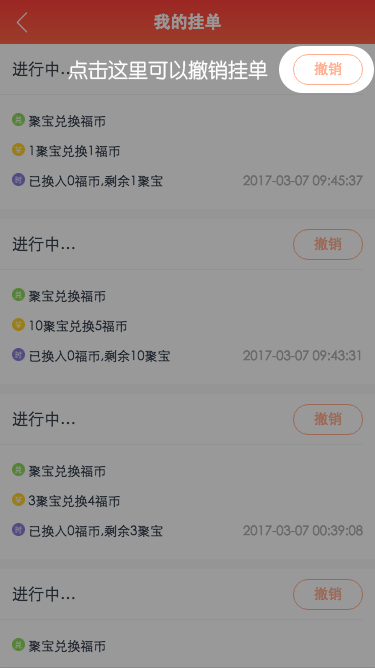 我的挂单
进行中...点击这里可以撤销挂单 撤销
兑 聚宝兑换福币
1聚宝兑换1福币
时 已换入0福币,剩余1聚宝 2017-03-07 09:45:37
进行中... 撤销
兑 聚宝兑换福币
10聚宝兑换5福币
时 已换入0福币,剩余10聚宝 2017-03-07 09:43:31
进行中... 撤销
兑 聚宝兑换福币
3聚宝兑换4福币
时 已换入0福币,剩余3聚宝 2017-03-07 00:39:08
进行中... 撤销
兑 聚宝兑换福币